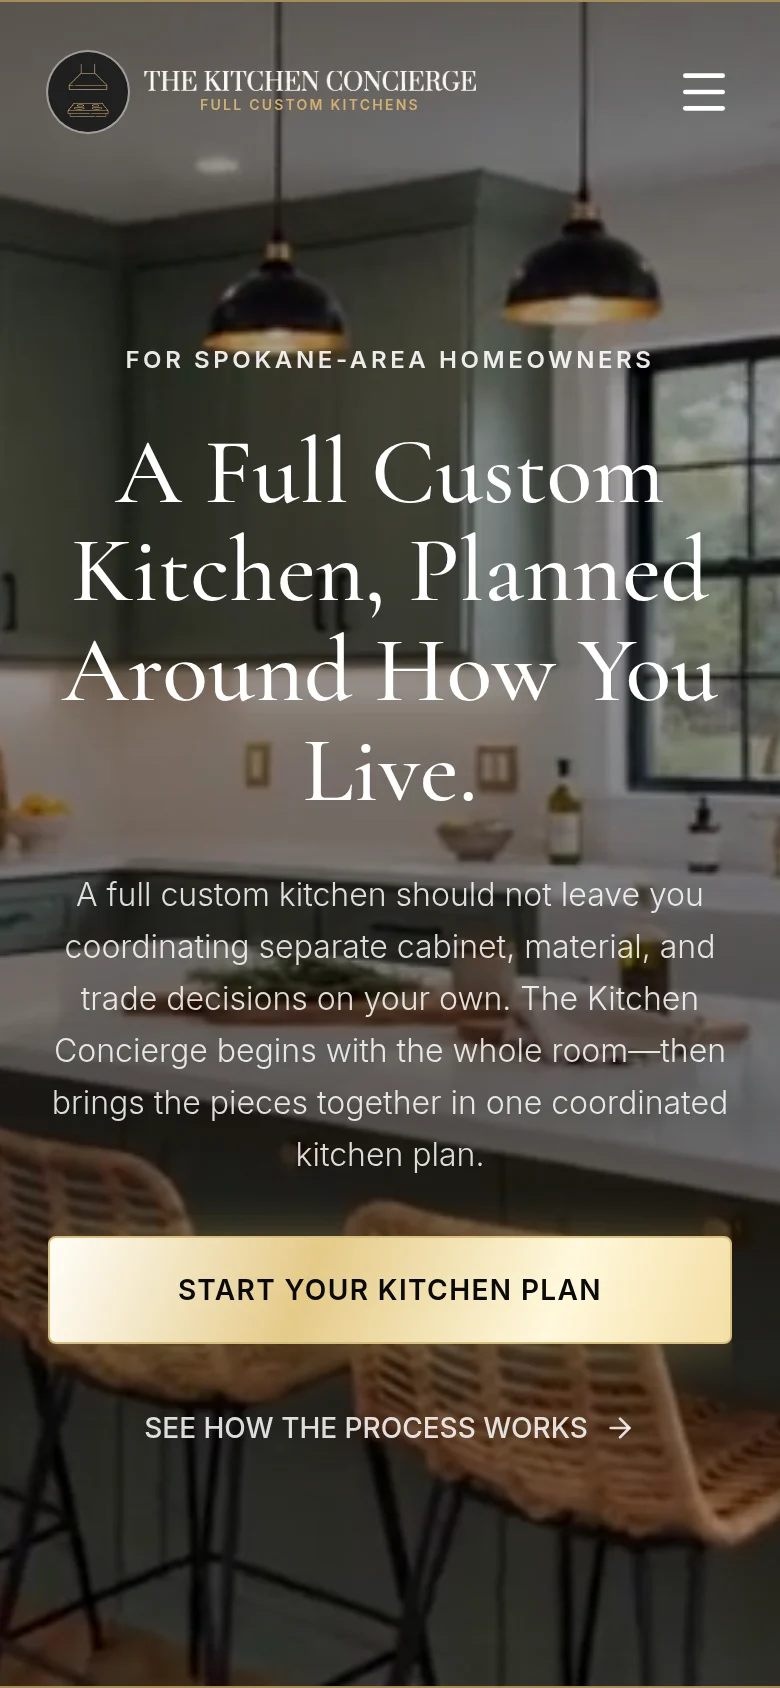 THE KITCHEN CONCIERGE
FULL CUSTOM KITCHENS
FOR SPOKANE-AREA HOMEOWNERS
A Full Custom
Kitchen, Planned
Around How You
Live.
A full custom kitchen should not leave you
coordinating separate cabinet, material, and
trade decisions on your own. The Kitchen
Concierge begins with the whole room—then
brings the pieces together in one coordinated
kitchen plan.
START YOUR KITCHEN PLAN
SEE HOW THE PROCESS WORKS →